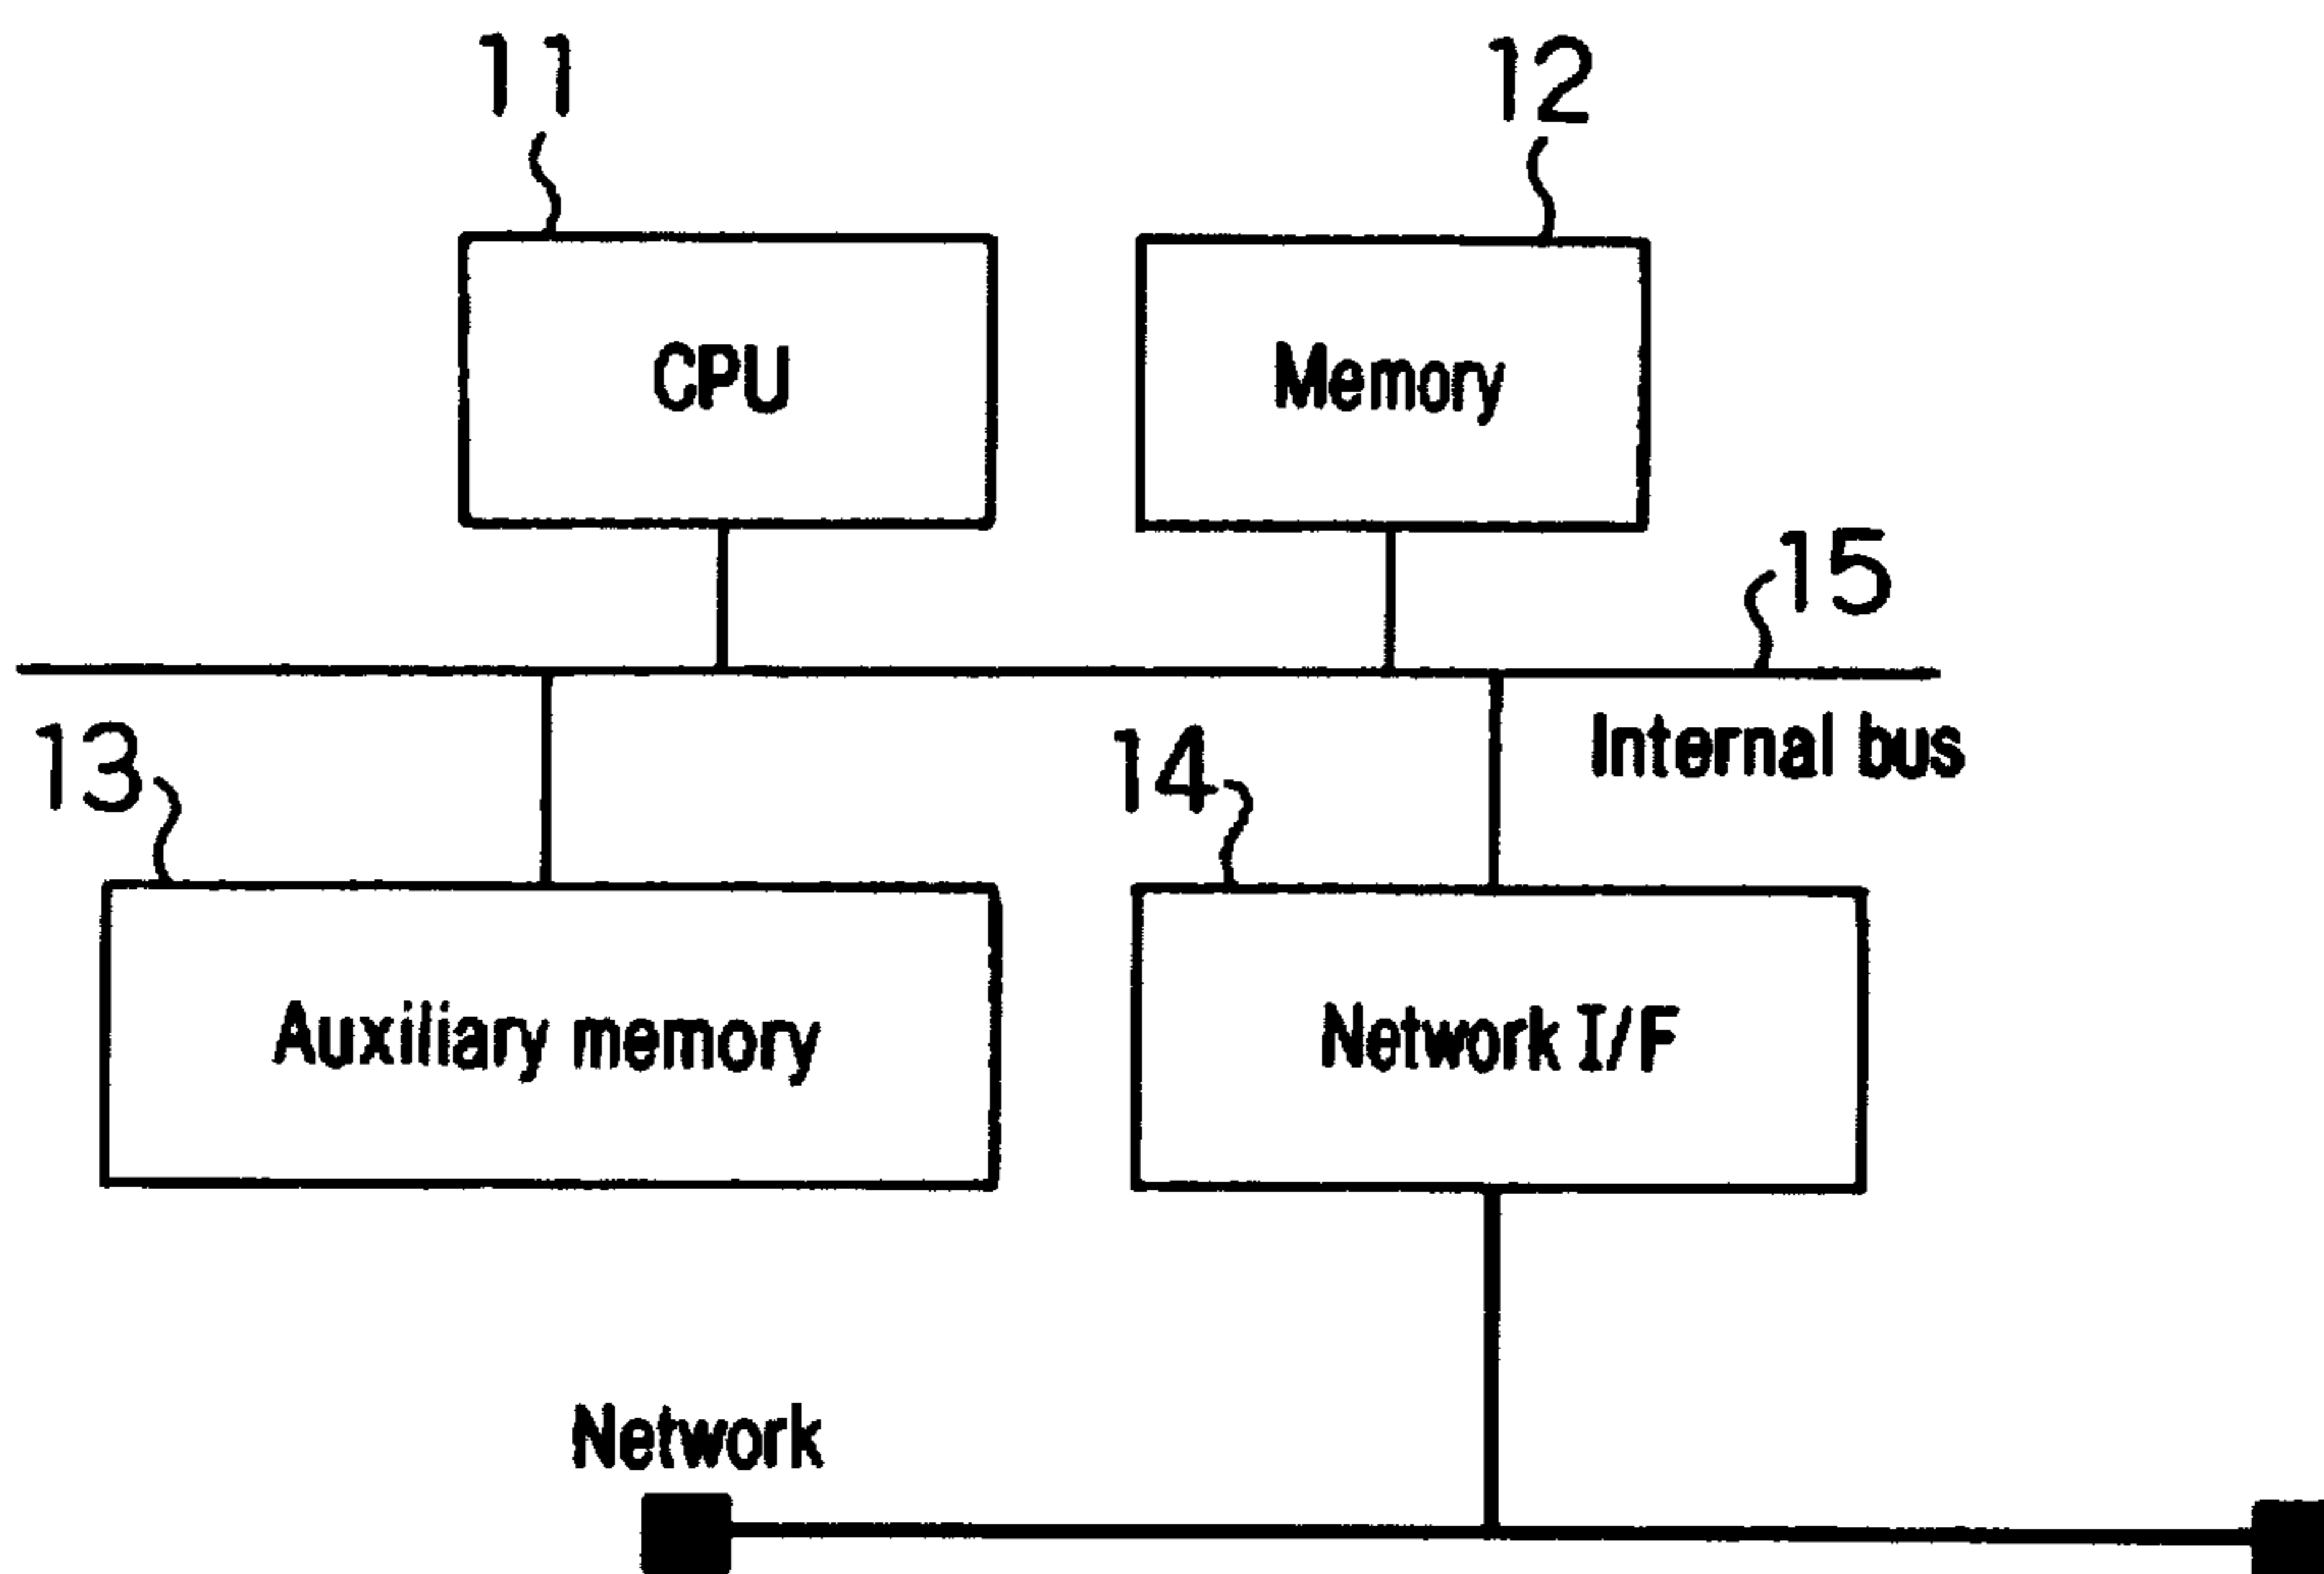 11
12
CPU
Memory
15
Internal bus
13
14
Auxiliary memory
Network I/F
Network